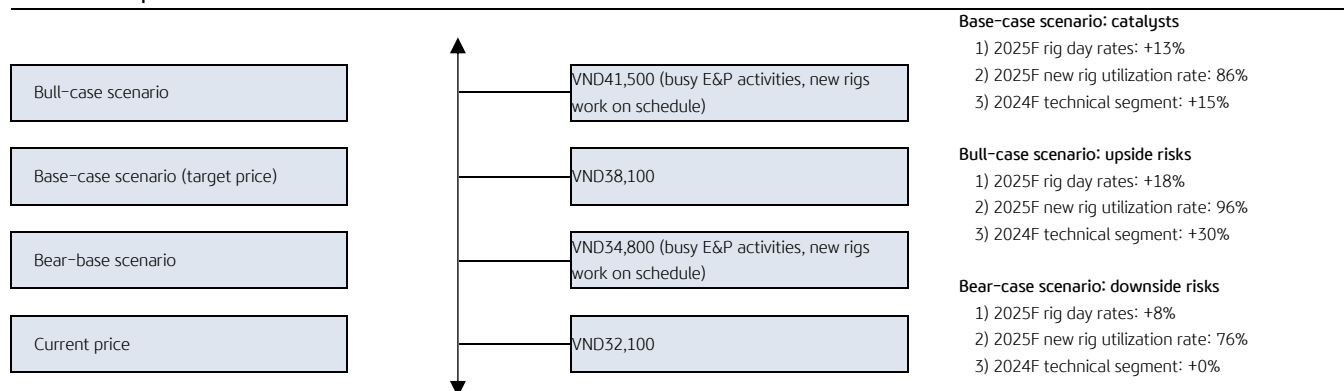 Bull-case scenario
VND41,500 (busy E&P activities, new rigs
work on schedule)
Base-case scenario (target price)
VND38,100
Bear-base scenario
VND34,800 (busy E&P activities, new rigs
work on schedule)
Current price
VND32,100
Base-case scenario: catalysts
1) 2025F rig day rates: +13%
2) 2025F new rig utilization rate: 86%
3) 2024F technical segment: +15%
Bull-case scenario: upside risks
1) 2025F rig day rates: +18%
2) 2025F new rig utilization rate: 96%
3) 2024F technical segment: +30%
Bear-case scenario: downside risks
1) 2025F rig day rates: +8%
2) 2025F new rig utilization rate: 76%
3) 2024F technical segment: +0%